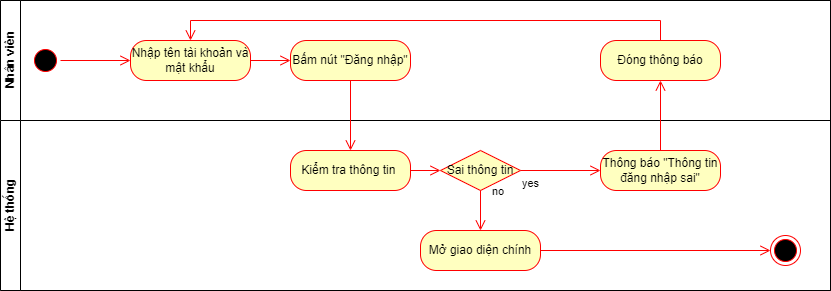 Nhân viên
Nhập tên tài khoản và
mật khẩu
Bấm nút "Đăng nhập"
Đóng thông báo
Hệ thống
Kiểm tra thông tin
Sai thông tin
yes
no
Thông báo "Thông tin
đăng nhập sai"
Mở giao diện chính